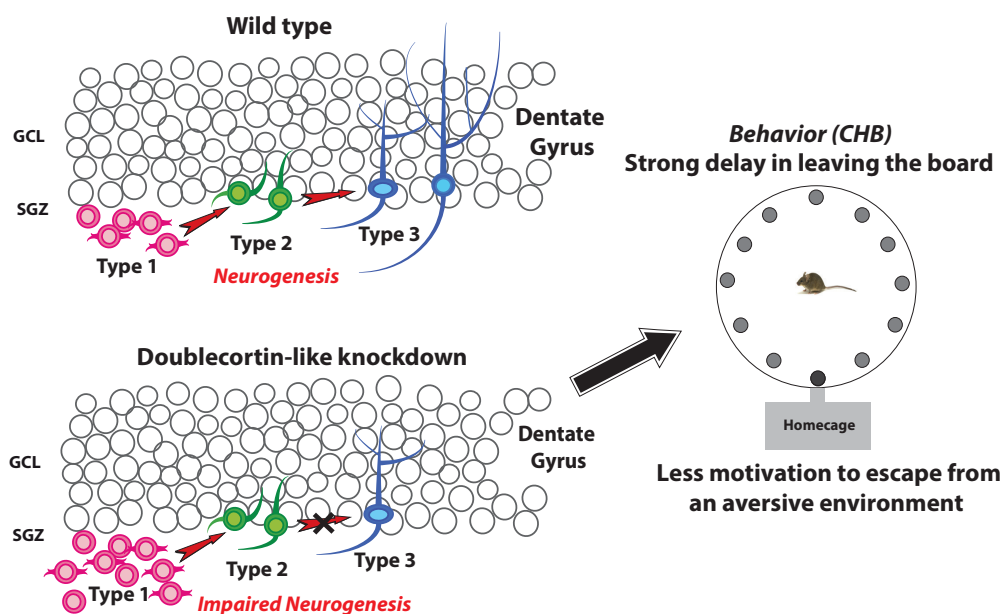 Wild type
GCL
SGZ
Dentate
Gyrus
Type 1
Type 2
Type 3
Neurogenesis
Doublecortin-like knockdown
GCL
SGZ
Dentate
Gyrus
Type 1
Type 2
Type 3
Impaired Neurogenesis
Behavior (CHB)
Strong delay in leaving the board
Homecage
Less motivation to escape from
an aversive environment